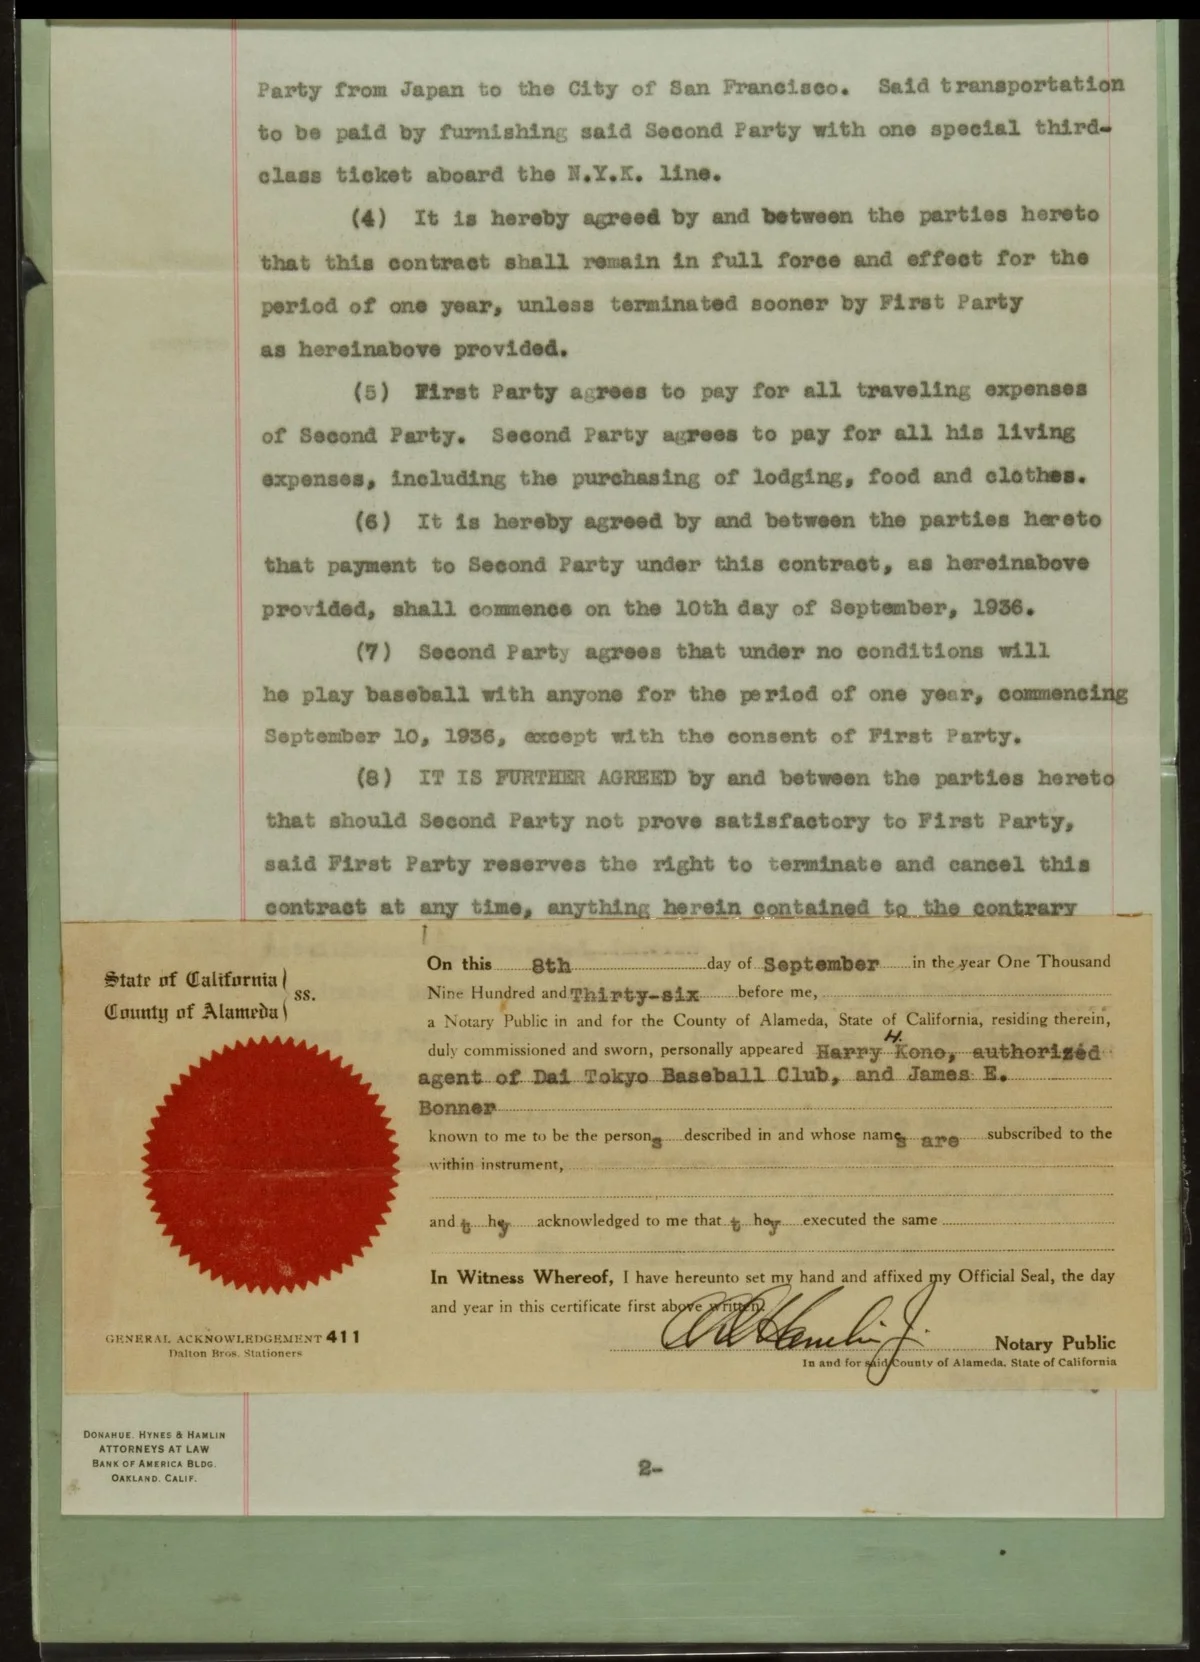 Party from Japan to the City of San Francisco. Said transportation
to be paid by furnishing said Second Party with one special third-
class ticket aboard the N.Y.K. line.
(4) It is hereby agreed by and between the parties hereto
that this contract shall remain in full force and effect for the
period of one year, unless terminated sooner by First Party
as hereinabove provided.
(5) First Party agrees to pay for all traveling expenses
of Second Party. Second Party agrees to pay for all his living
expenses, including the purchasing of lodging, food and clothes.
(6) It is hereby agreed by and between the parties hereto
that payment to Second Party under this contract, as hereinabove
provided, shall commence on the 10th day of September, 1936.
(7) Second Party agrees that under no conditions will
he play baseball with anyone for the period of one year, commencing
September 10, 1936, except with the consent of First Party.
(8) IT IS FURTHER AGREED by and between the parties hereto
that should Second Party not prove satisfactory to First Party,
said First Party reserves the right to terminate and cancel this
contract at any time, anything herein contained to the contrary
State of California
County of Alameda
ss.
On this 8th day of September in the year One Thousand
Nine Hundred and Thirty-six before me,
a Notary Public in and for the County of Alameda, State of California, residing therein,
duly commissioned and sworn, personally appeared Harry H. Kono, authorized
agent of Dai Tokyo Baseball Club, and James E.
Bonner
known to me to be the persons described in and whose names are subscribed to the
within instrument,
and they acknowledged to me that they executed the same
In Witness Whereof, I have hereunto set my hand and affixed my Official Seal, the day
and year in this certificate first above written.
Hamlin Jr.
Notary Public
In and for said County of Alameda, State of California
GENERAL ACKNOWLEDGEMENT 411
Dalton Bros. Stationers
DONAHUE, HYNES & HAMLIN
ATTORNEYS AT LAW
BANK OF AMERICA BLDG.
OAKLAND, CALIF.
2-